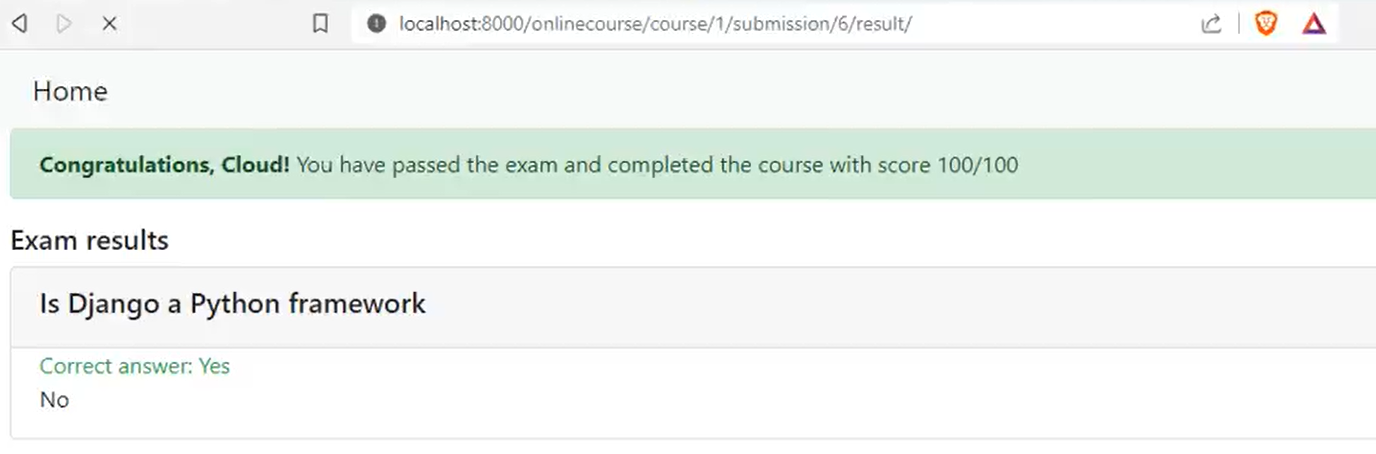 localhost:8000/onlinecourse/course/1/submission/6/result/
Home
Congratulations, Cloud! You have passed the exam and completed the course with score 100/100
Exam results
Is Django a Python framework
Correct answer: Yes
No